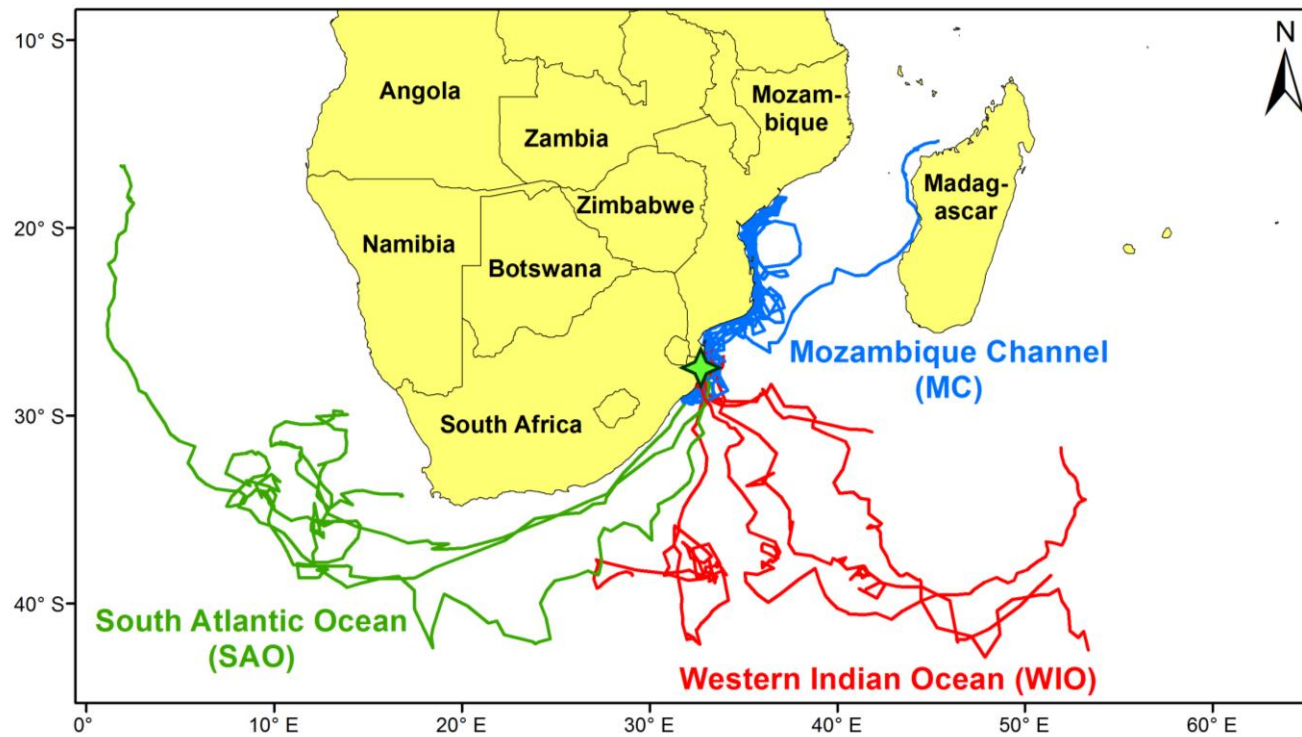 N
10° S
20° S
30° S
40° S
Angola
Zambia
Mozam-
bique
Zimbabwe
Namibia
Botswana
Madag-
ascar
South Africa
Mozambique Channel
(MC)
South Atlantic Ocean
(SAO)
Western Indian Ocean (WIO)
0°
10° E
20° E
30° E
40° E
50° E
60° E